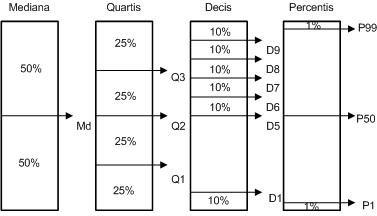 Mediana
Quartis
Decis
Percentis
50%
50%
Md
25%
25%
25%
25%
Q3
Q2
Q1
10%
10%
10%
10%
10%
10%
D9
D8
D7
D6
D5
D1
1%
1%
P99
P50
P1